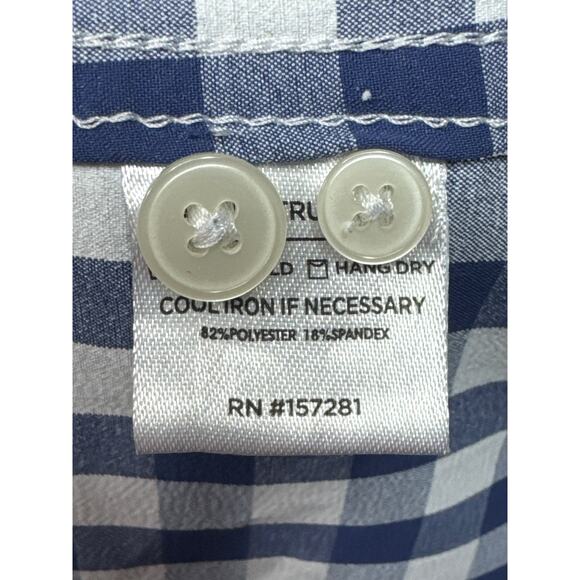 HANG DRY
COOL IRON IF NECESSARY
82%POLYESTER 18%SPANDEX
RN #157281